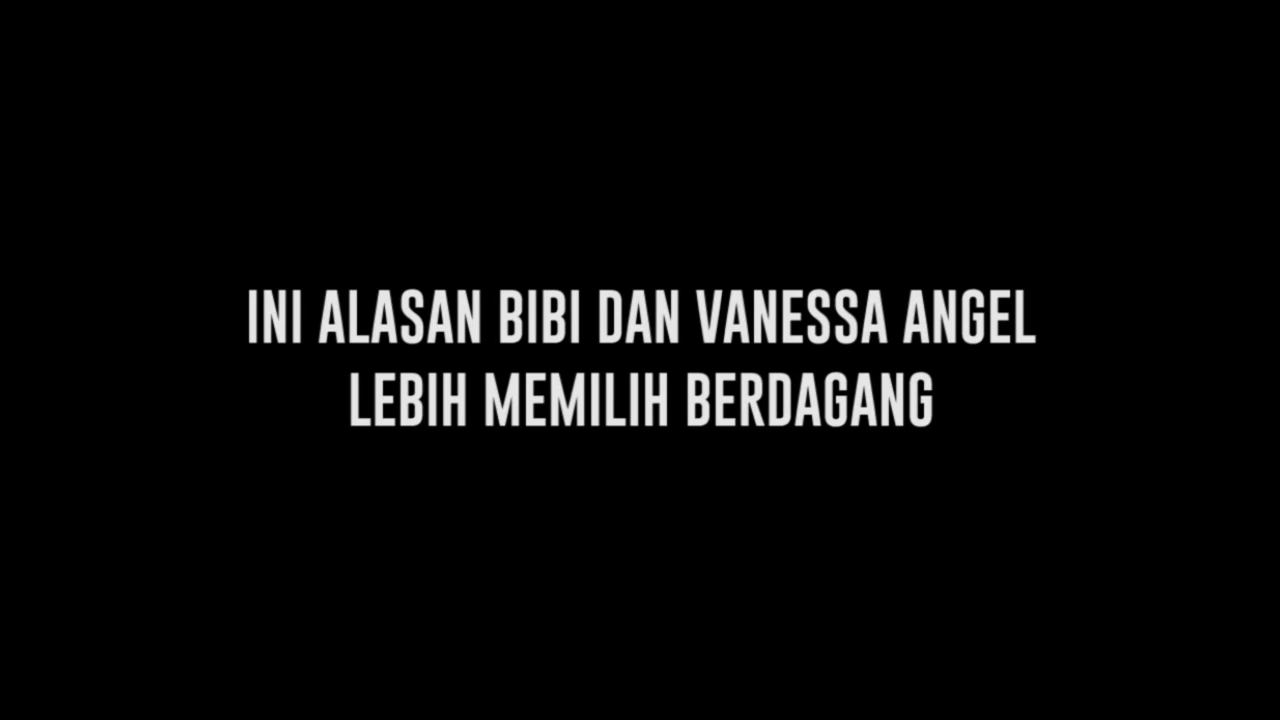 INI ALASAN BIBI DAN VANESSA ANGEL
LEBIH MEMILIH BERDAGANG